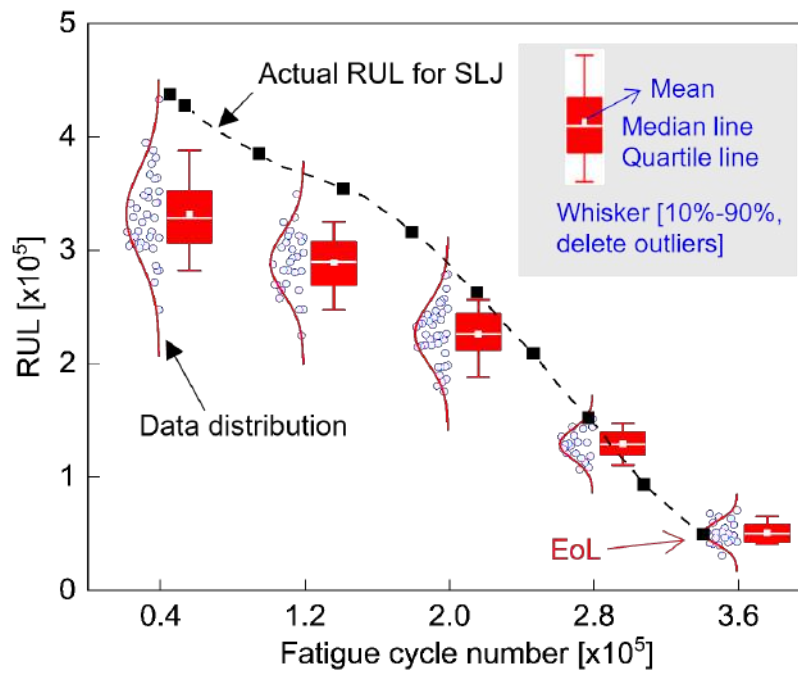 5
4
3
2
1
0
RUL [x10⁵]
0.4
1.2
2.0
2.8
3.6
Fatigue cycle number [x10⁵]
Actual RUL for SLJ
Data distribution
EoL
Mean
Median line
Quartile line
Whisker [10%-90%,
delete outliers]